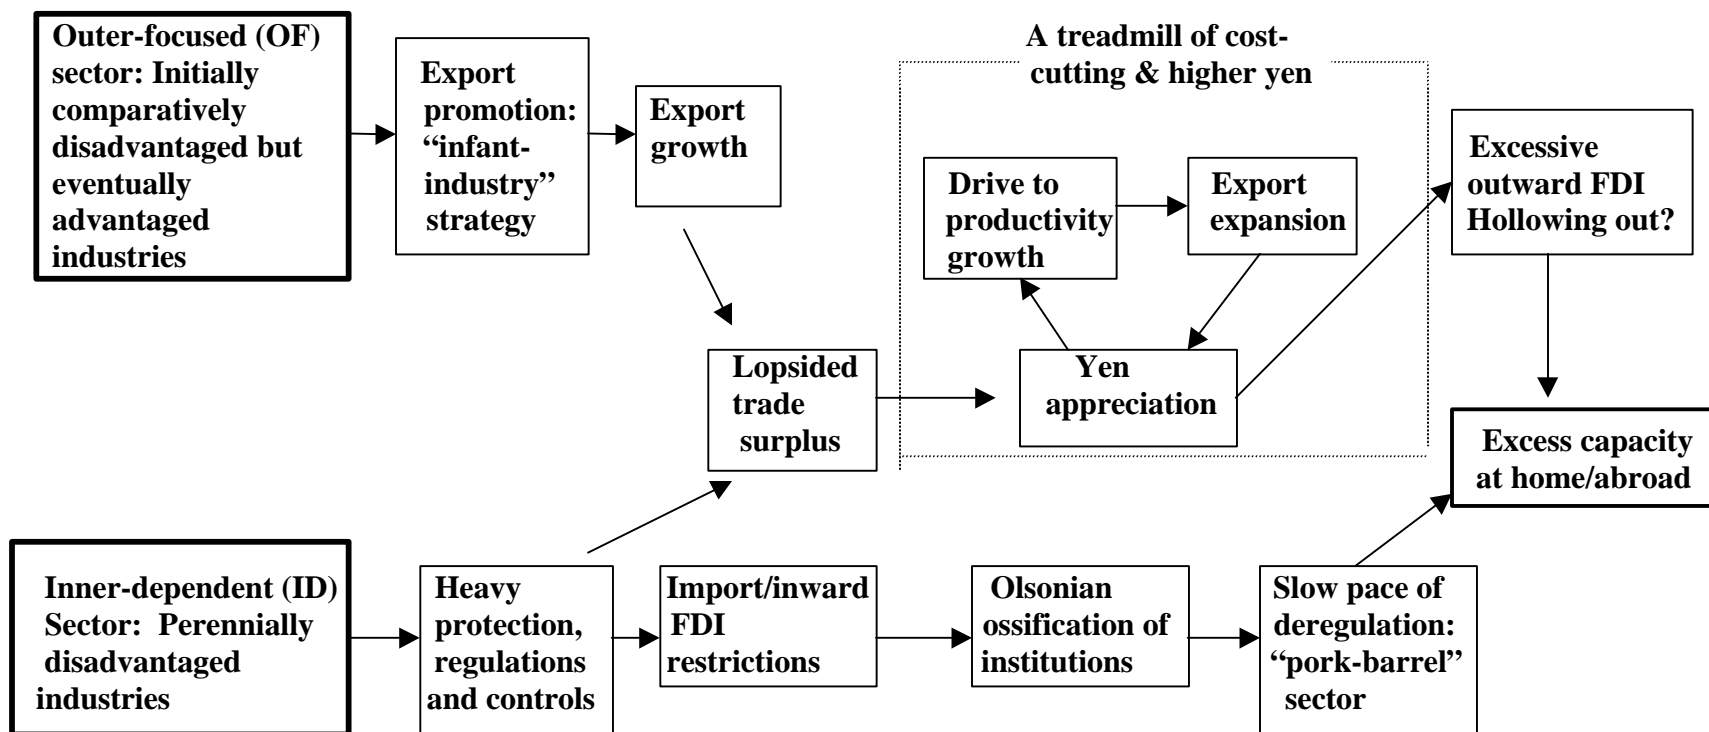 Outer-focused (OF)
sector: Initially
comparatively
disadvantaged but
eventually
advantaged
industries
Export
promotion:
“infant-
industry”
strategy
Export
growth
A treadmill of cost-
cutting & higher yen
Drive to
productivity
growth
Export
expansion
Excessive
outward FDI
Hollowing out?
Lopsided
trade
surplus
Yen
appreciation
Excess capacity
at home/abroad
Inner-dependent (ID)
Sector: Perennially
disadvantaged
industries
Heavy
protection,
regulations
and controls
Import/inward
FDI
restrictions
Olsonian
ossification of
institutions
Slow pace of
deregulation:
“pork-barrel”
sector